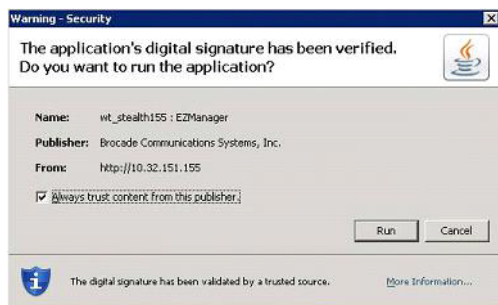 Warning - Security
The application's digital signature has been verified.
Do you want to run the application?
Name: wt_stealth155 : EZManager
Publisher: Brocade Communications Systems, Inc.
From: http://10.32.151.155
Always trust content from this publisher.
Run Cancel
The digital signature has been validated by a trusted source. More Information...